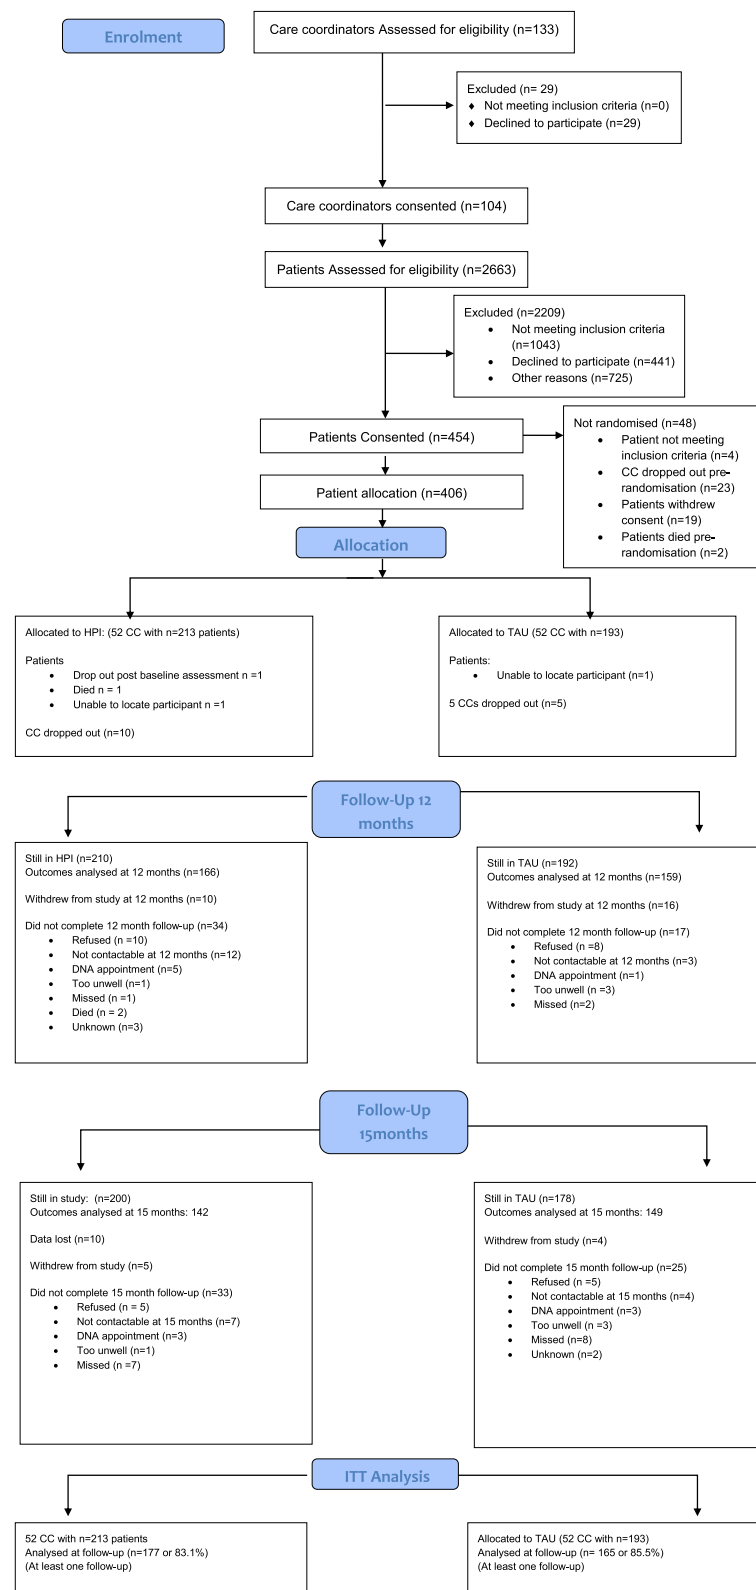 Enrolment
Care coordinators Assessed for eligibility (n=133)
Excluded (n= 29)
♦ Not meeting inclusion criteria (n=0)
♦ Declined to participate (n=29)
Care coordinators consented (n=104)
Patients Assessed for eligibility (n=2663)
Excluded (n=2209)
• Not meeting inclusion criteria
(n=1043)
• Declined to participate (n=441)
• Other reasons (n=725)
Patients Consented (n=454)
Not randomised (n=48)
• Patient not meeting
inclusion criteria (n=4)
• CC dropped out pre-
randomisation (n=23)
• Patients withdrew
consent (n=19)
• Patients died pre-
randomisation (n=2)
Patient allocation (n=406)
Allocation
Allocated to HPI: (52 CC with n=213 patients)
Patients
• Drop out post baseline assessment n =1
• Died n = 1
• Unable to locate participant n =1
CC dropped out (n=10)
Allocated to TAU (52 CC with n=193)
Patients:
• Unable to locate participant (n=1)
5 CCs dropped out (n=5)
Follow-Up 12
months
Still in HPI (n=210)
Outcomes analysed at 12 months (n=166)
Withdrew from study at 12 months (n=10)
Did not complete 12 month follow-up (n=34)
• Refused (n =10)
• Not contactable at 12 months (n=12)
• DNA appointment (n=5)
• Too unwell (n=1)
• Missed (n =1)
• Died (n = 2)
• Unknown (n=3)
Still in TAU (n=192)
Outcomes analysed at 12 months (n=159)
Withdrew from study at 12 months (n=16)
Did not complete 12 month follow-up (n=17)
• Refused (n =8)
• Not contactable at 12 months (n=3)
• DNA appointment (n=1)
• Too unwell (n =3)
• Missed (n=2)
Follow-Up
15months
Still in study: (n=200)
Outcomes analysed at 15 months: 142
Data lost (n=10)
Withdrew from study (n=5)
Did not complete 15 month follow-up (n=33)
• Refused (n = 5)
• Not contactable at 15 months (n=7)
• DNA appointment (n=3)
• Too unwell (n=1)
• Missed (n =7)
Still in TAU (n=178)
Outcomes analysed at 15 months: 149
Withdrew from study (n=4)
Did not complete 15 month follow-up (n=25)
• Refused (n =5)
• Not contactable at 15 months (n=4)
• DNA appointment (n=3)
• Too unwell (n =3)
• Missed (n=8)
• Unknown (n=2)
ITT Analysis
52 CC with n=213 patients
Analysed at follow-up (n=177 or 83.1%)
(At least one follow-up)
Allocated to TAU (52 CC with n=193)
Analysed at follow-up (n= 165 or 85.5%)
(At least one follow-up)